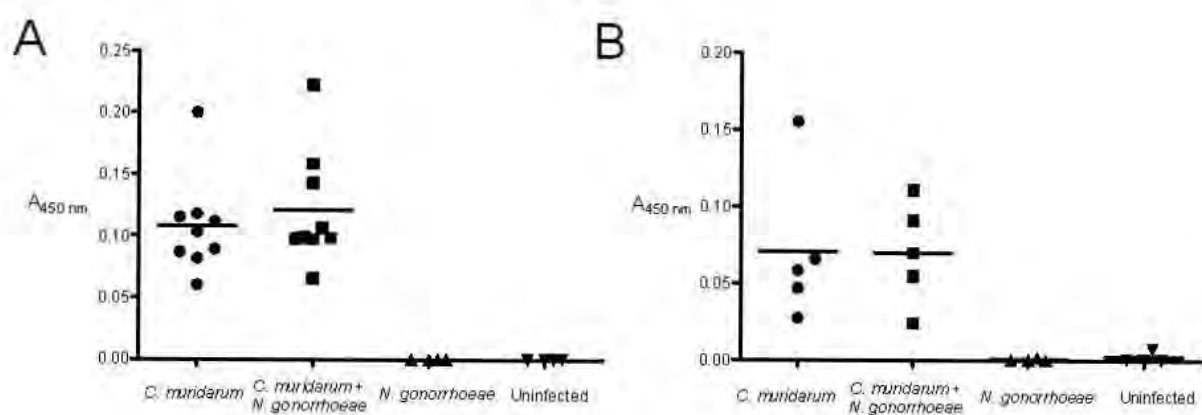 A
0.25
0.20
0.15
0.10
0.05
0.00
A450 nm
C. muridarum
C. muridarum +
N. gonorrhoeae
N. gonorrhoeae
Uninfected
B
0.20
0.15
0.10
0.05
0.00
A450 nm
C. muridarum
C. muridarum +
N. gonorrhoeae
N. gonorrhoeae
Uninfected